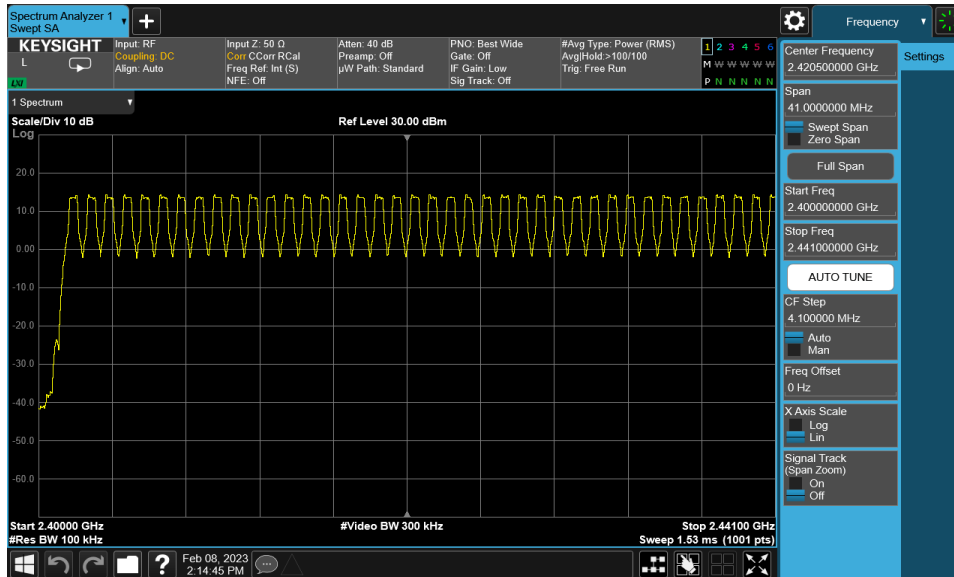 Spectrum Analyzer 1
Swept SA
Frequency
KEYSIGHT
L
LXI
Input: RF
Coupling: DC
Align: Auto
Input Z: 50 Ω
Corr CCorr RCal
Freq Ref: Int (S)
NFE: Off
Atten: 40 dB
Preamp: Off
µW Path: Standard
PNO: Best Wide
Gate: Off
IF Gain: Low
Sig Track: Off
#Avg Type: Power (RMS)
Avg|Hold:>100/100
Trig: Free Run
1 2 3 4 5 6
M W W W W W W
P N N N N N
Center Frequency
2.420500000 GHz
Settings
Span
41.0000000 MHz
Swept Span
Zero Span
Full Span
Start Freq
2.400000000 GHz
Stop Freq
2.441000000 GHz
AUTO TUNE
CF Step
4.100000 MHz
Auto
Man
Freq Offset
0 Hz
X Axis Scale
Log
Lin
Signal Track
(Span Zoom)
On
Off
1 Spectrum
Scale/Div 10 dB
Ref Level 30.00 dBm
Log
20.0
10.0
0.00
-10.0
-20.0
-30.0
-40.0
-50.0
-60.0
Start 2.40000 GHz
#Video BW 300 kHz
Stop 2.44100 GHz
#Res BW 100 kHz
Sweep 1.53 ms (1001 pts)
?
Feb 08, 2023
2:14:45 PM